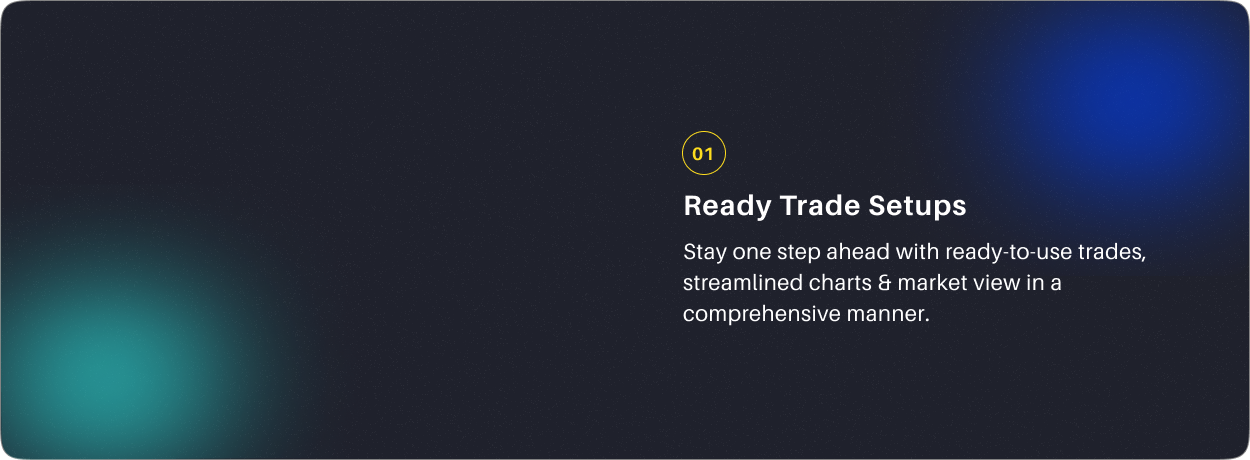 01
Ready Trade Setups
Stay one step ahead with ready-to-use trades,
streamlined charts & market view in a
comprehensive manner.